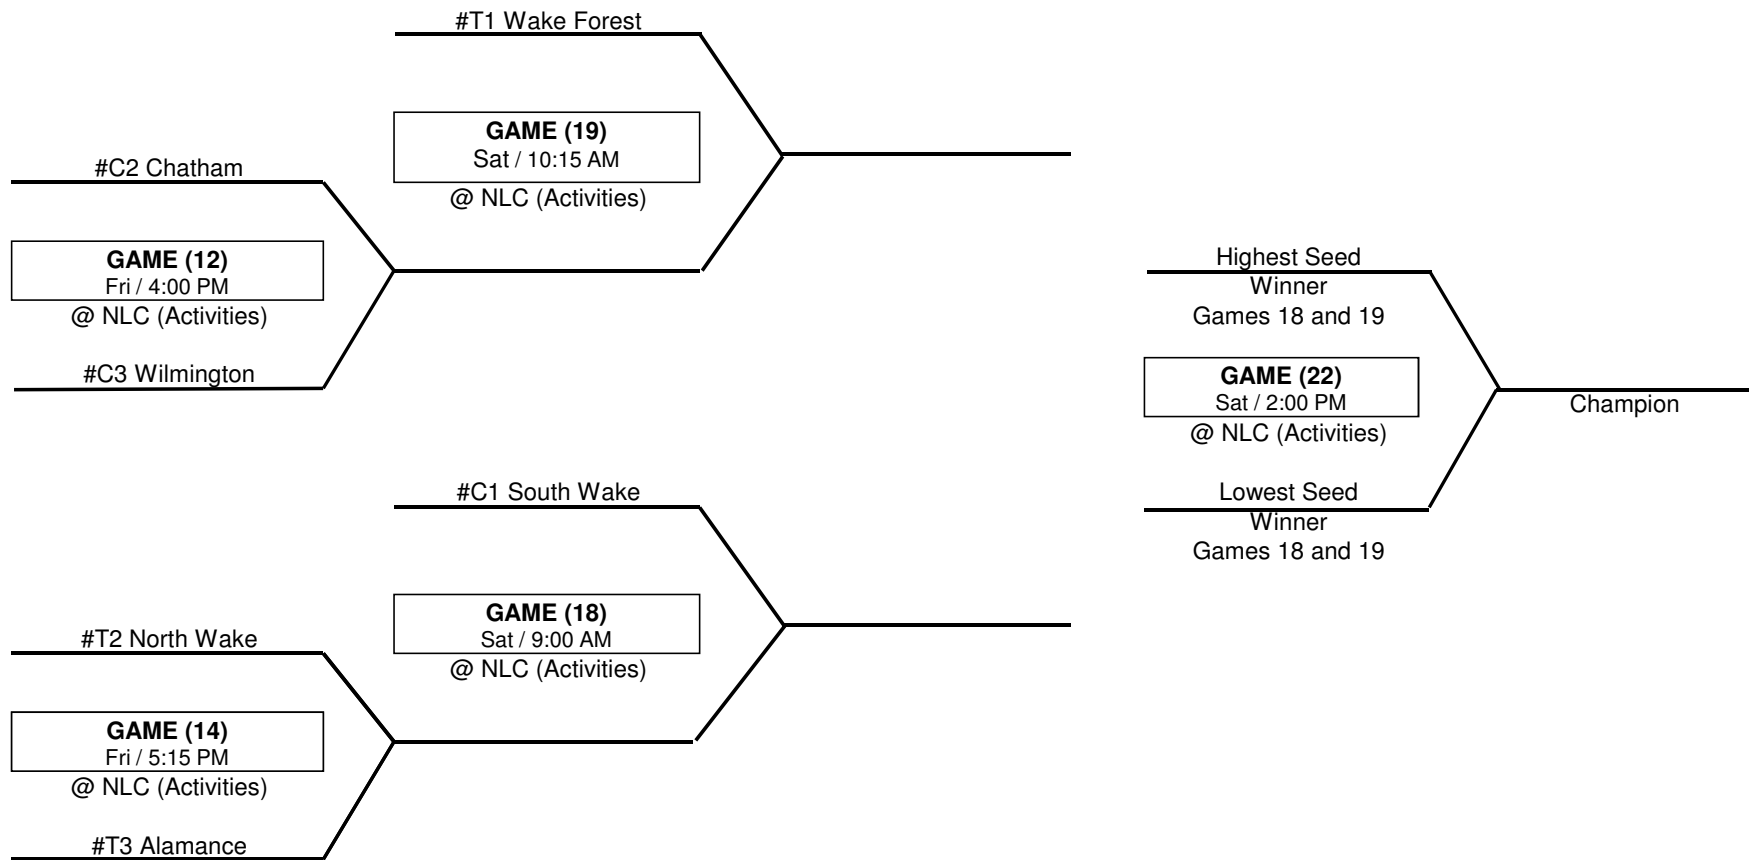 #T1 Wake Forest
GAME (19)
Sat / 10:15 AM
@ NLC (Activities)
#C2 Chatham
GAME (12)
Fri / 4:00 PM
@ NLC (Activities)
#C3 Wilmington
Highest Seed
Winner
Games 18 and 19
GAME (22)
Sat / 2:00 PM
@ NLC (Activities)
Champion
Lowest Seed
Winner
Games 18 and 19
#C1 South Wake
GAME (18)
Sat / 9:00 AM
@ NLC (Activities)
#T2 North Wake
GAME (14)
Fri / 5:15 PM
@ NLC (Activities)
#T3 Alamance